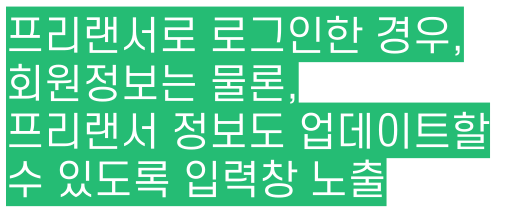 프리랜서로 로그인한 경우,
회원정보는 물론,
프리랜서 정보도 업데이트할
수 있도록 입력창 노출